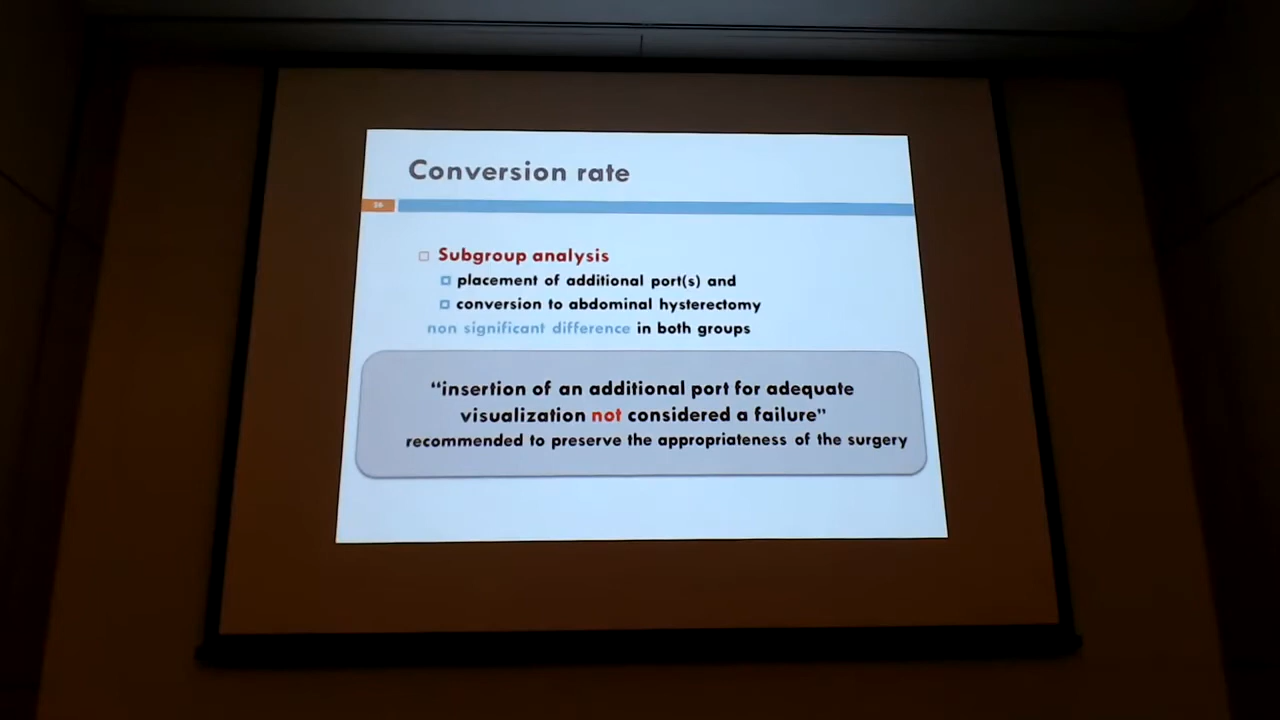 Conversion rate
56
Subgroup analysis
placement of additional port(s) and
conversion to abdominal hysterectomy
non significant difference in both groups
“insertion of an additional port for adequate
visualization not considered a failure”
recommended to preserve the appropriateness of the surgery